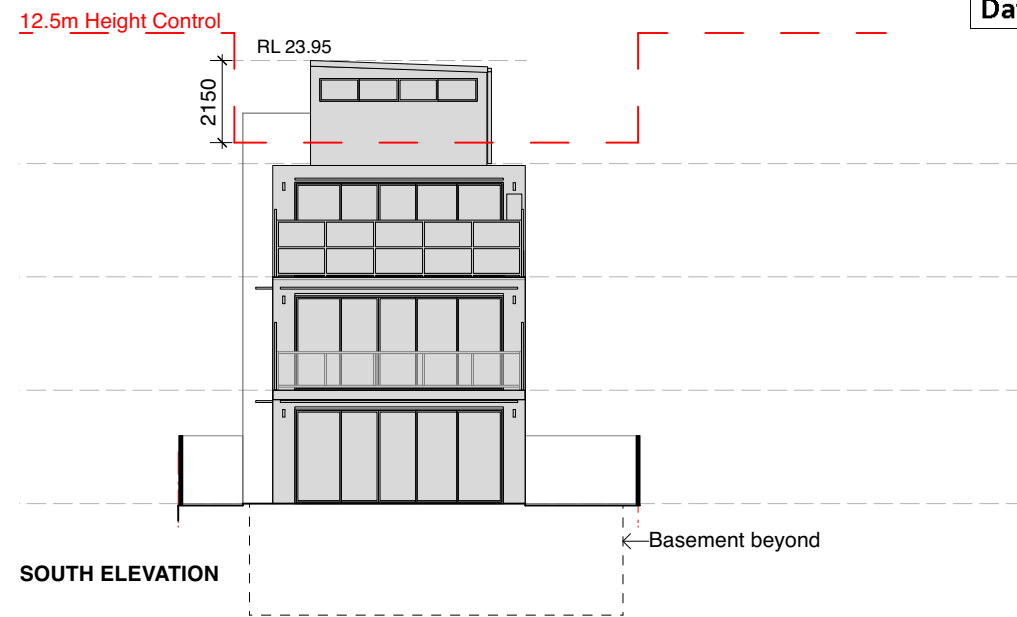 12.5m Height Control
RL 23.95
2150
Basement beyond
SOUTH ELEVATION